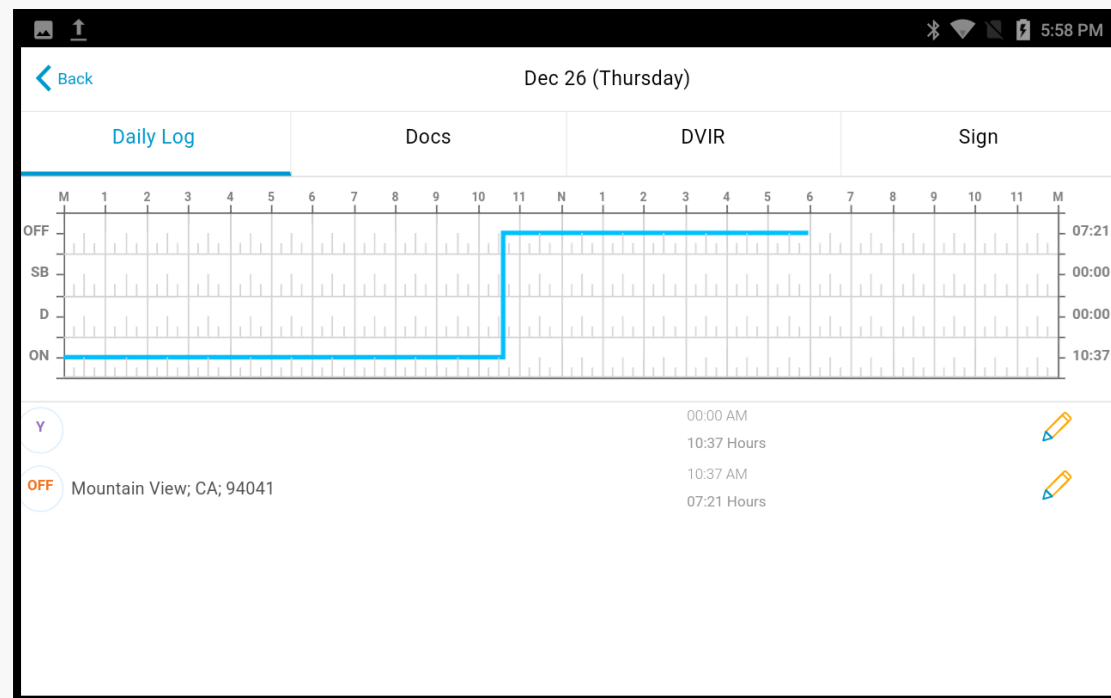 5:58 PM
Back
Dec 26 (Thursday)
Daily Log
Docs
DVIR
Sign
M 1 2 3 4 5 6 7 8 9 10 11 N 1 2 3 4 5 6 7 8 9 10 11 M
OFF 07:21
SB 00:00
D 00:00
ON 10:37
Y
00:00 AM
10:37 Hours
OFF
Mountain View; CA; 94041
10:37 AM
07:21 Hours